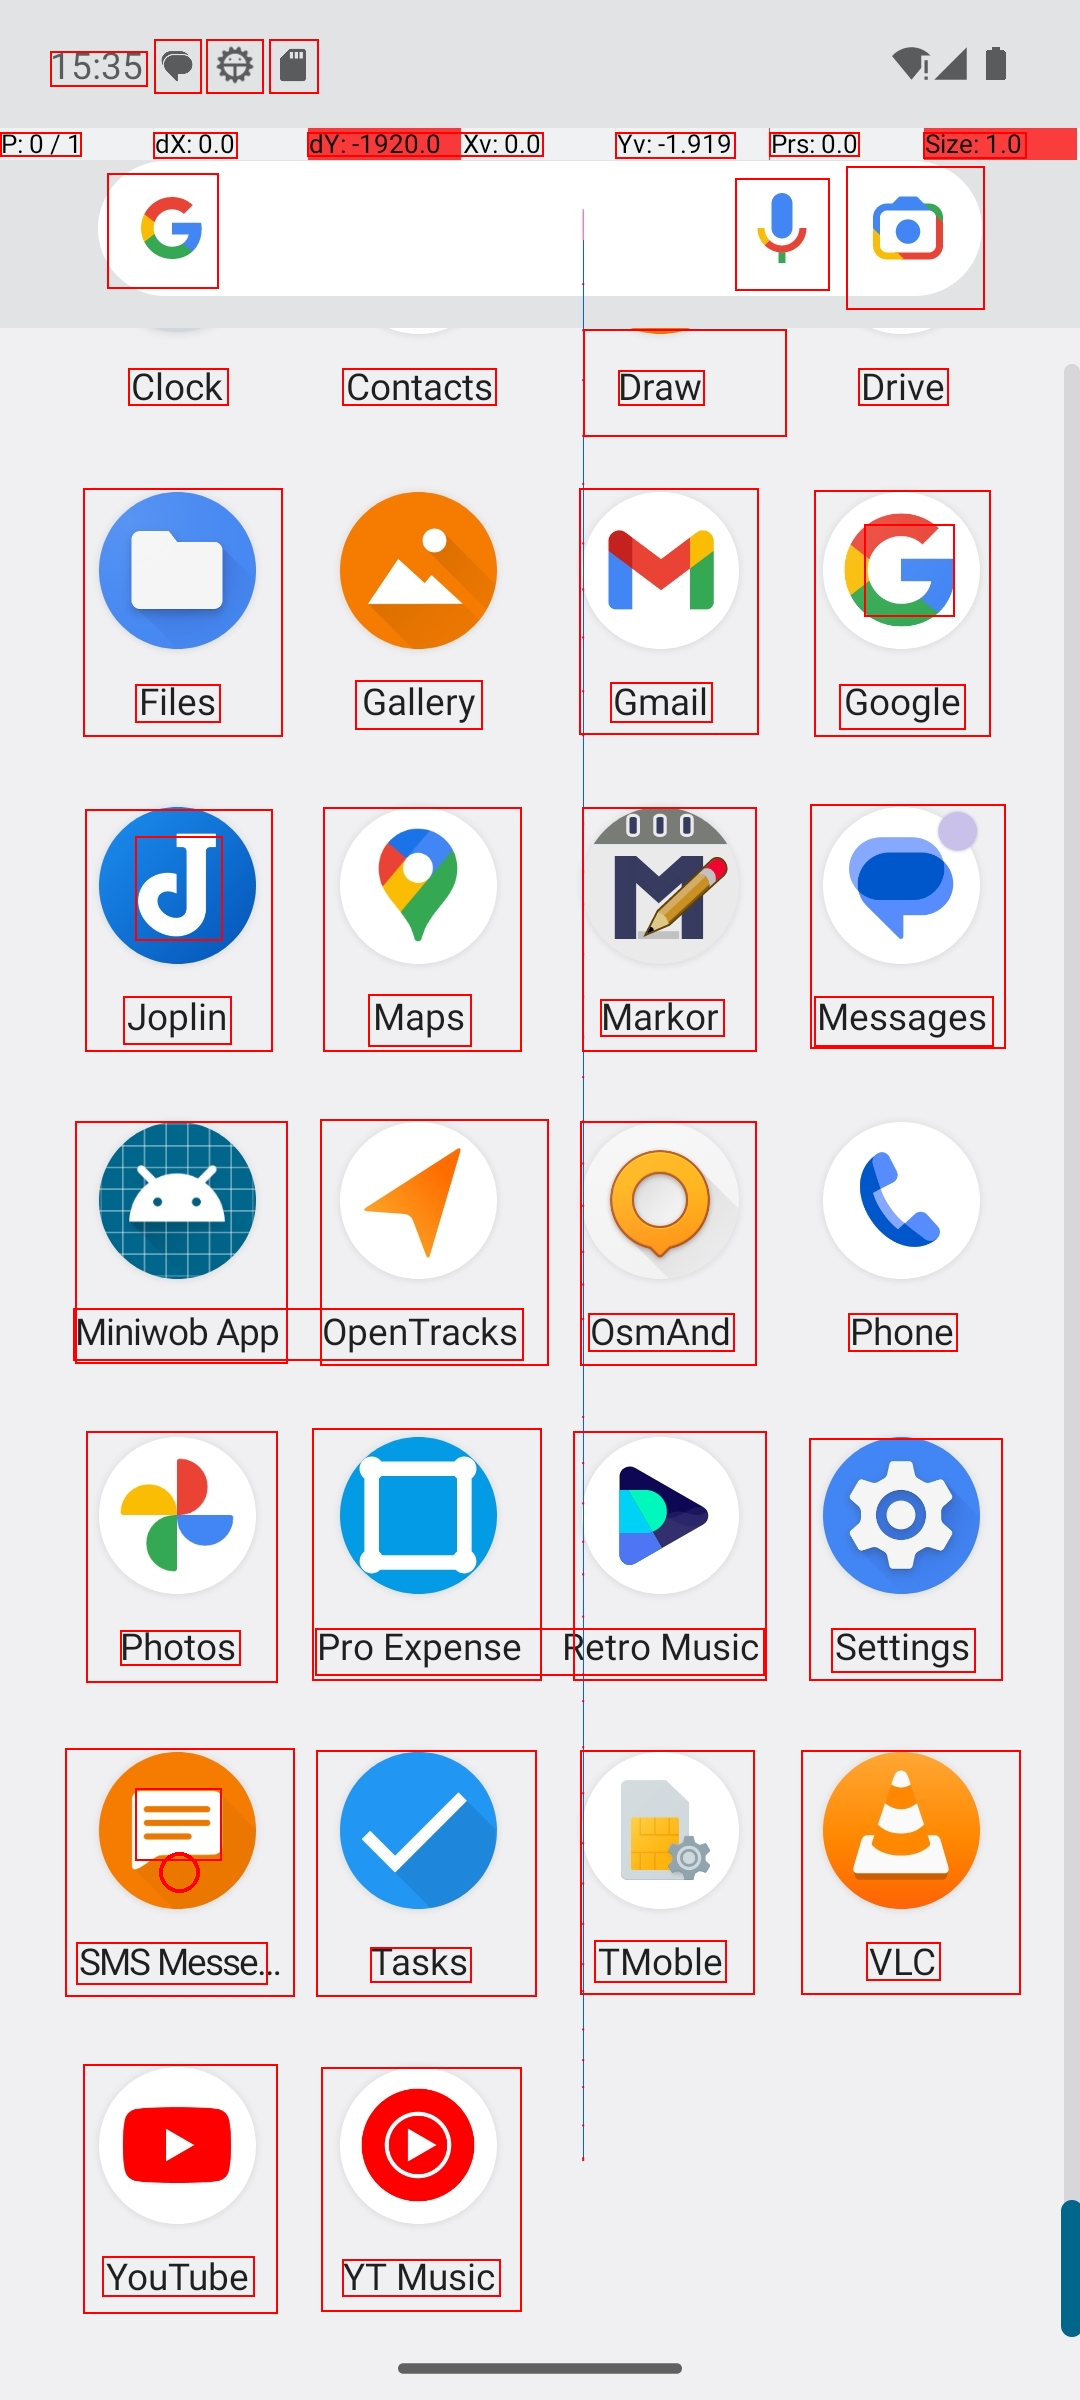 15:35
P: 0 / 1 dX: 0.0 dY: -1920.0 Xv: 0.0 Yv: -1.919 Prs: 0.0 Size: 1.0
Clock Contacts Draw Drive
Files Gallery Gmail Google
Joplin Maps Markor Messages
Miniwob App OpenTracks OsmAnd Phone
Photos Pro Expense Retro Music Settings
SMS Messe... Tasks TMoble VLC
YouTube YT Music